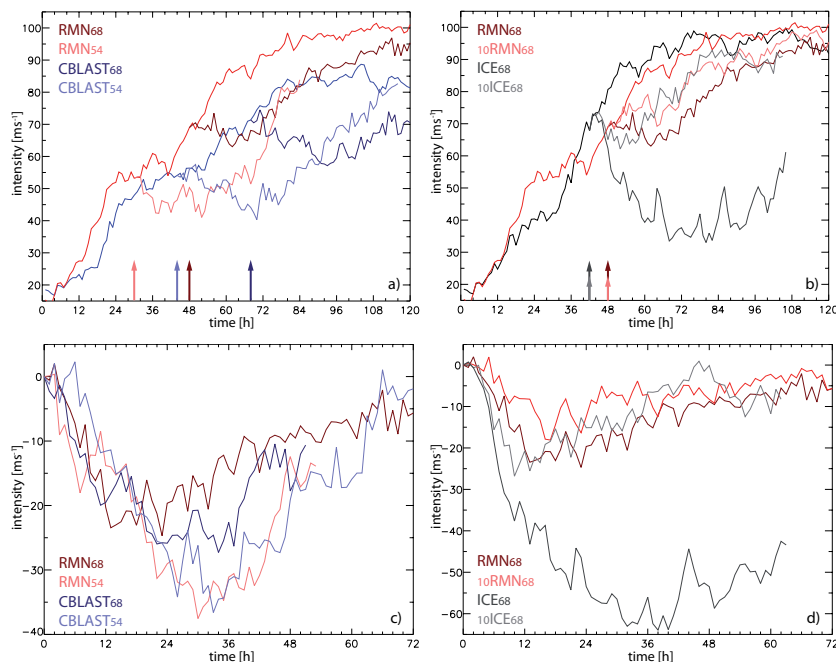 RMN68
RMN54
CBLAST68
CBLAST54
100
90
80
70
60
50
40
30
20
intensity [ms-1]
a)
0
12
24
36
48
60
72
84
96
108
120
time [h]
RMN68
10RMN68
ICE68
10ICE68
100
90
80
70
60
50
40
30
20
intensity [ms-1]
b)
0
12
24
36
48
60
72
84
96
108
120
time [h]
0
-10
-20
-30
-40
intensity [ms-1]
RMN68
RMN54
CBLAST68
CBLAST54
c)
0
12
24
36
48
60
72
time [h]
0
-10
-20
-30
-40
-50
-60
intensity [ms-1]
RMN68
10RMN68
ICE68
10ICE68
d)
0
12
24
36
48
60
72
time [h]